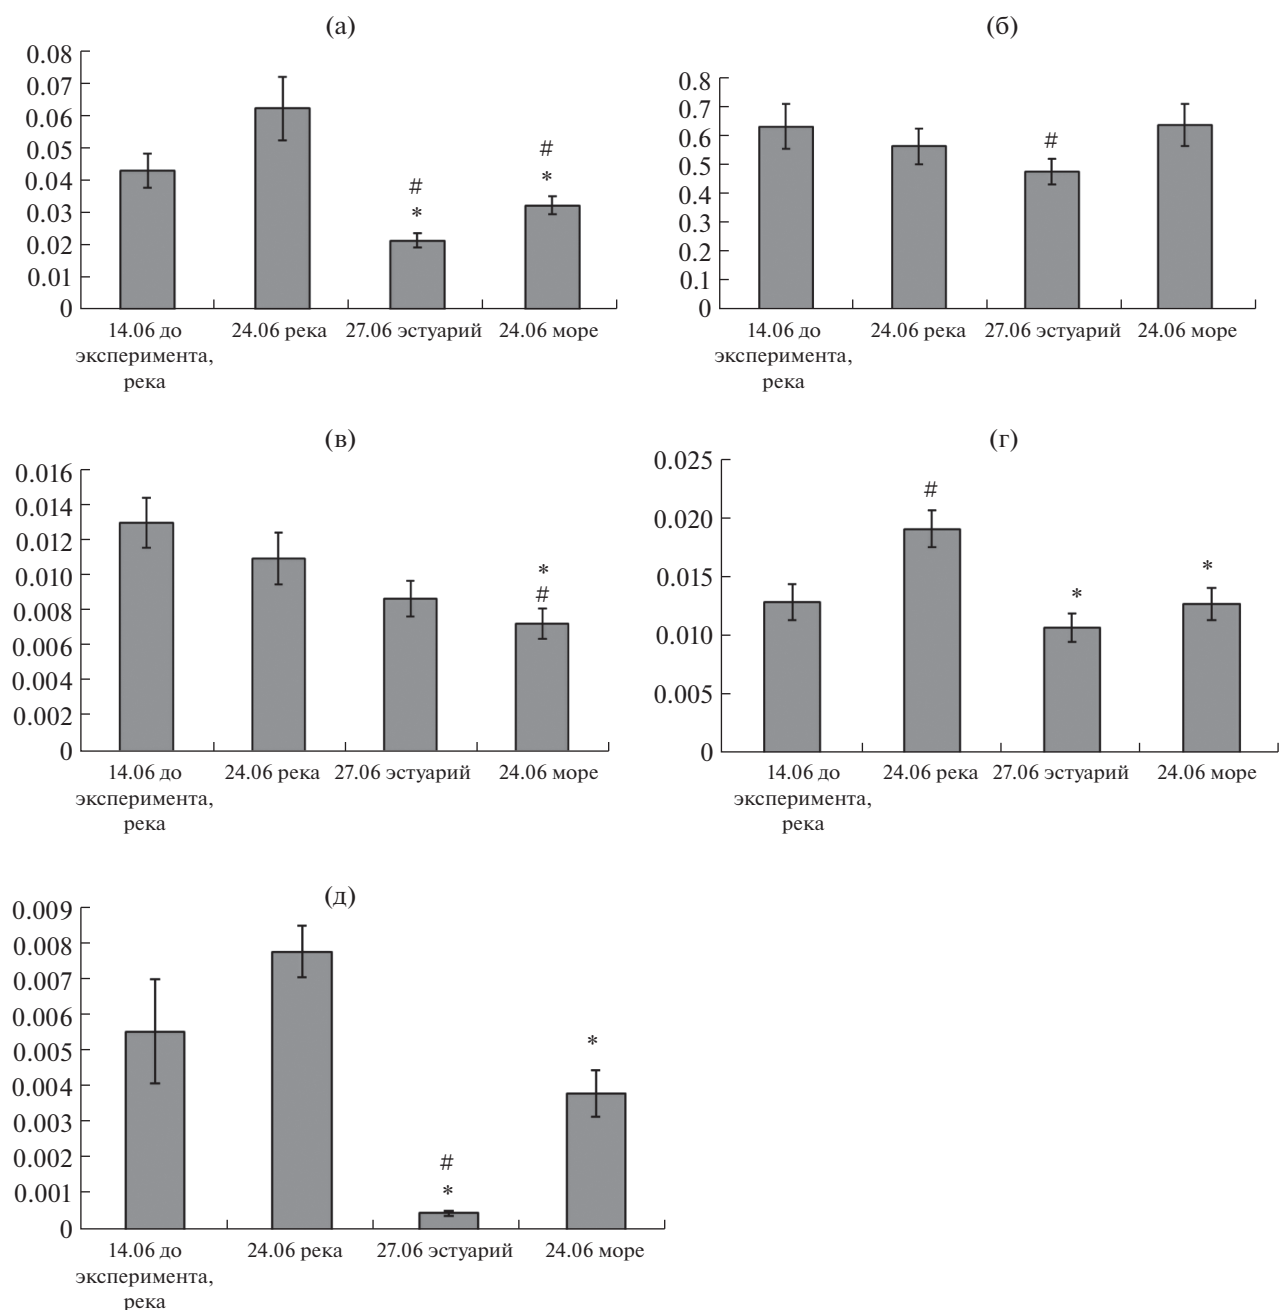 (а)
0.08
0.07
0.06
0.05
0.04
0.03
0.02
0.01
0
#
*
#
*
14.06 до
эксперимента,
река
24.06 река
27.06 эстуарий
24.06 море
(б)
0.8
0.7
0.6
0.5
0.4
0.3
0.2
0.1
0
#
14.06 до
эксперимента,
река
24.06 река
27.06 эстуарий
24.06 море
(в)
0.016
0.014
0.012
0.010
0.008
0.006
0.004
0.002
0
*
#
14.06 до
эксперимента,
река
24.06 река
27.06 эстуарий
24.06 море
(г)
0.025
0.020
0.015
0.010
0.005
0
#
*
*
14.06 до
эксперимента,
река
24.06 река
27.06 эстуарий
24.06 море
(д)
0.009
0.008
0.007
0.006
0.005
0.004
0.003
0.002
0.001
0
#
*
*
14.06 до
эксперимента,
река
24.06 река
27.06 эстуарий
24.06 море